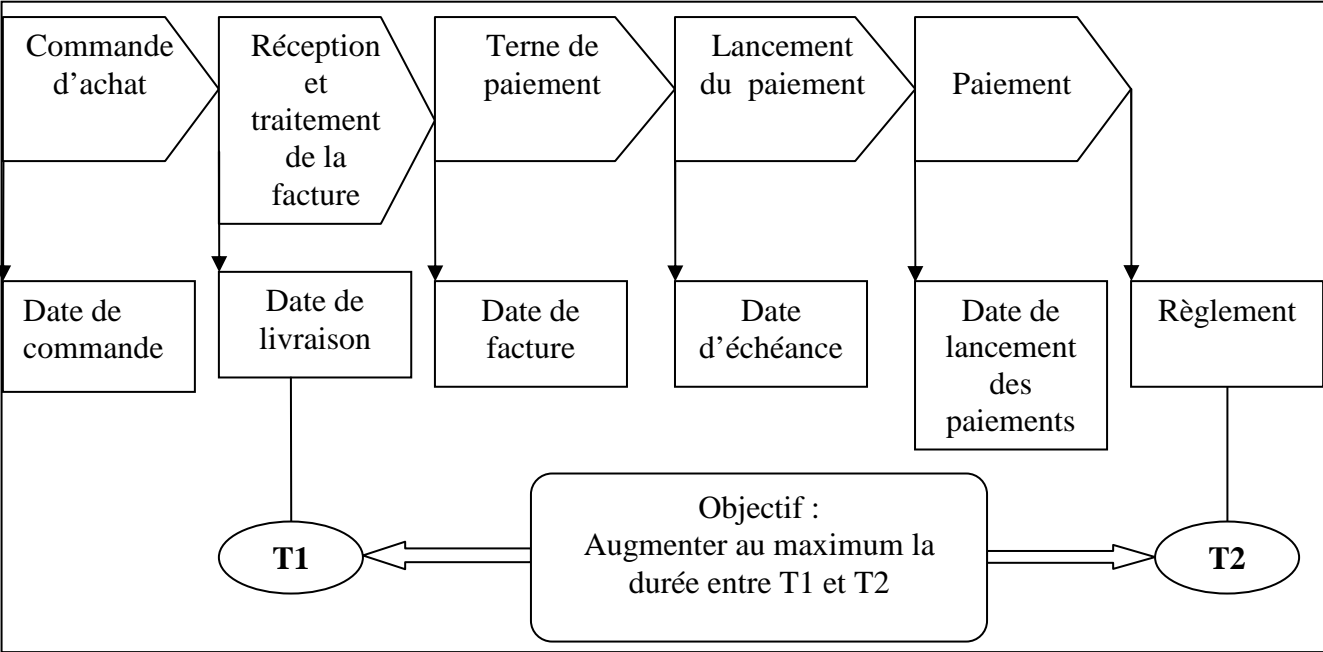 Commande
d’achat
Réception
et
traitement
de la
facture
Terne de
paiement
Lancement
du paiement
Paiement
Date de
commande
Date de
livraison
Date de
facture
Date
d’échéance
Date de
lancement
des
paiements
Règlement
T1
Objectif :
Augmenter au maximum la
durée entre T1 et T2
T2